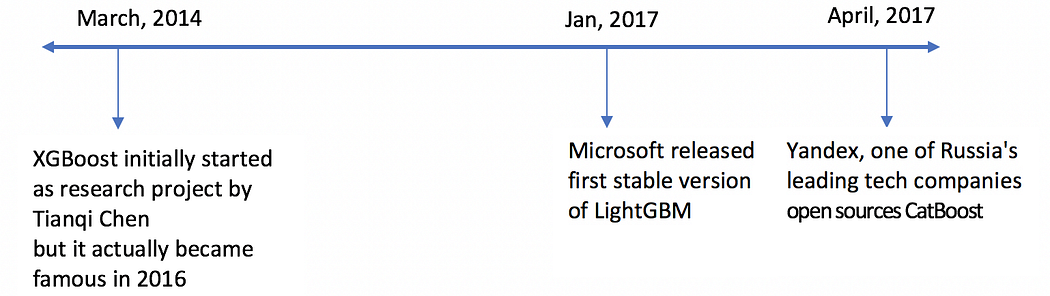 March, 2014
Jan, 2017
April, 2017
XGBoost initially started
as research project by
Tianqi Chen
but it actually became
famous in 2016
Microsoft released
first stable version
of LightGBM
Yandex, one of Russia's
leading tech companies
open sources CatBoost